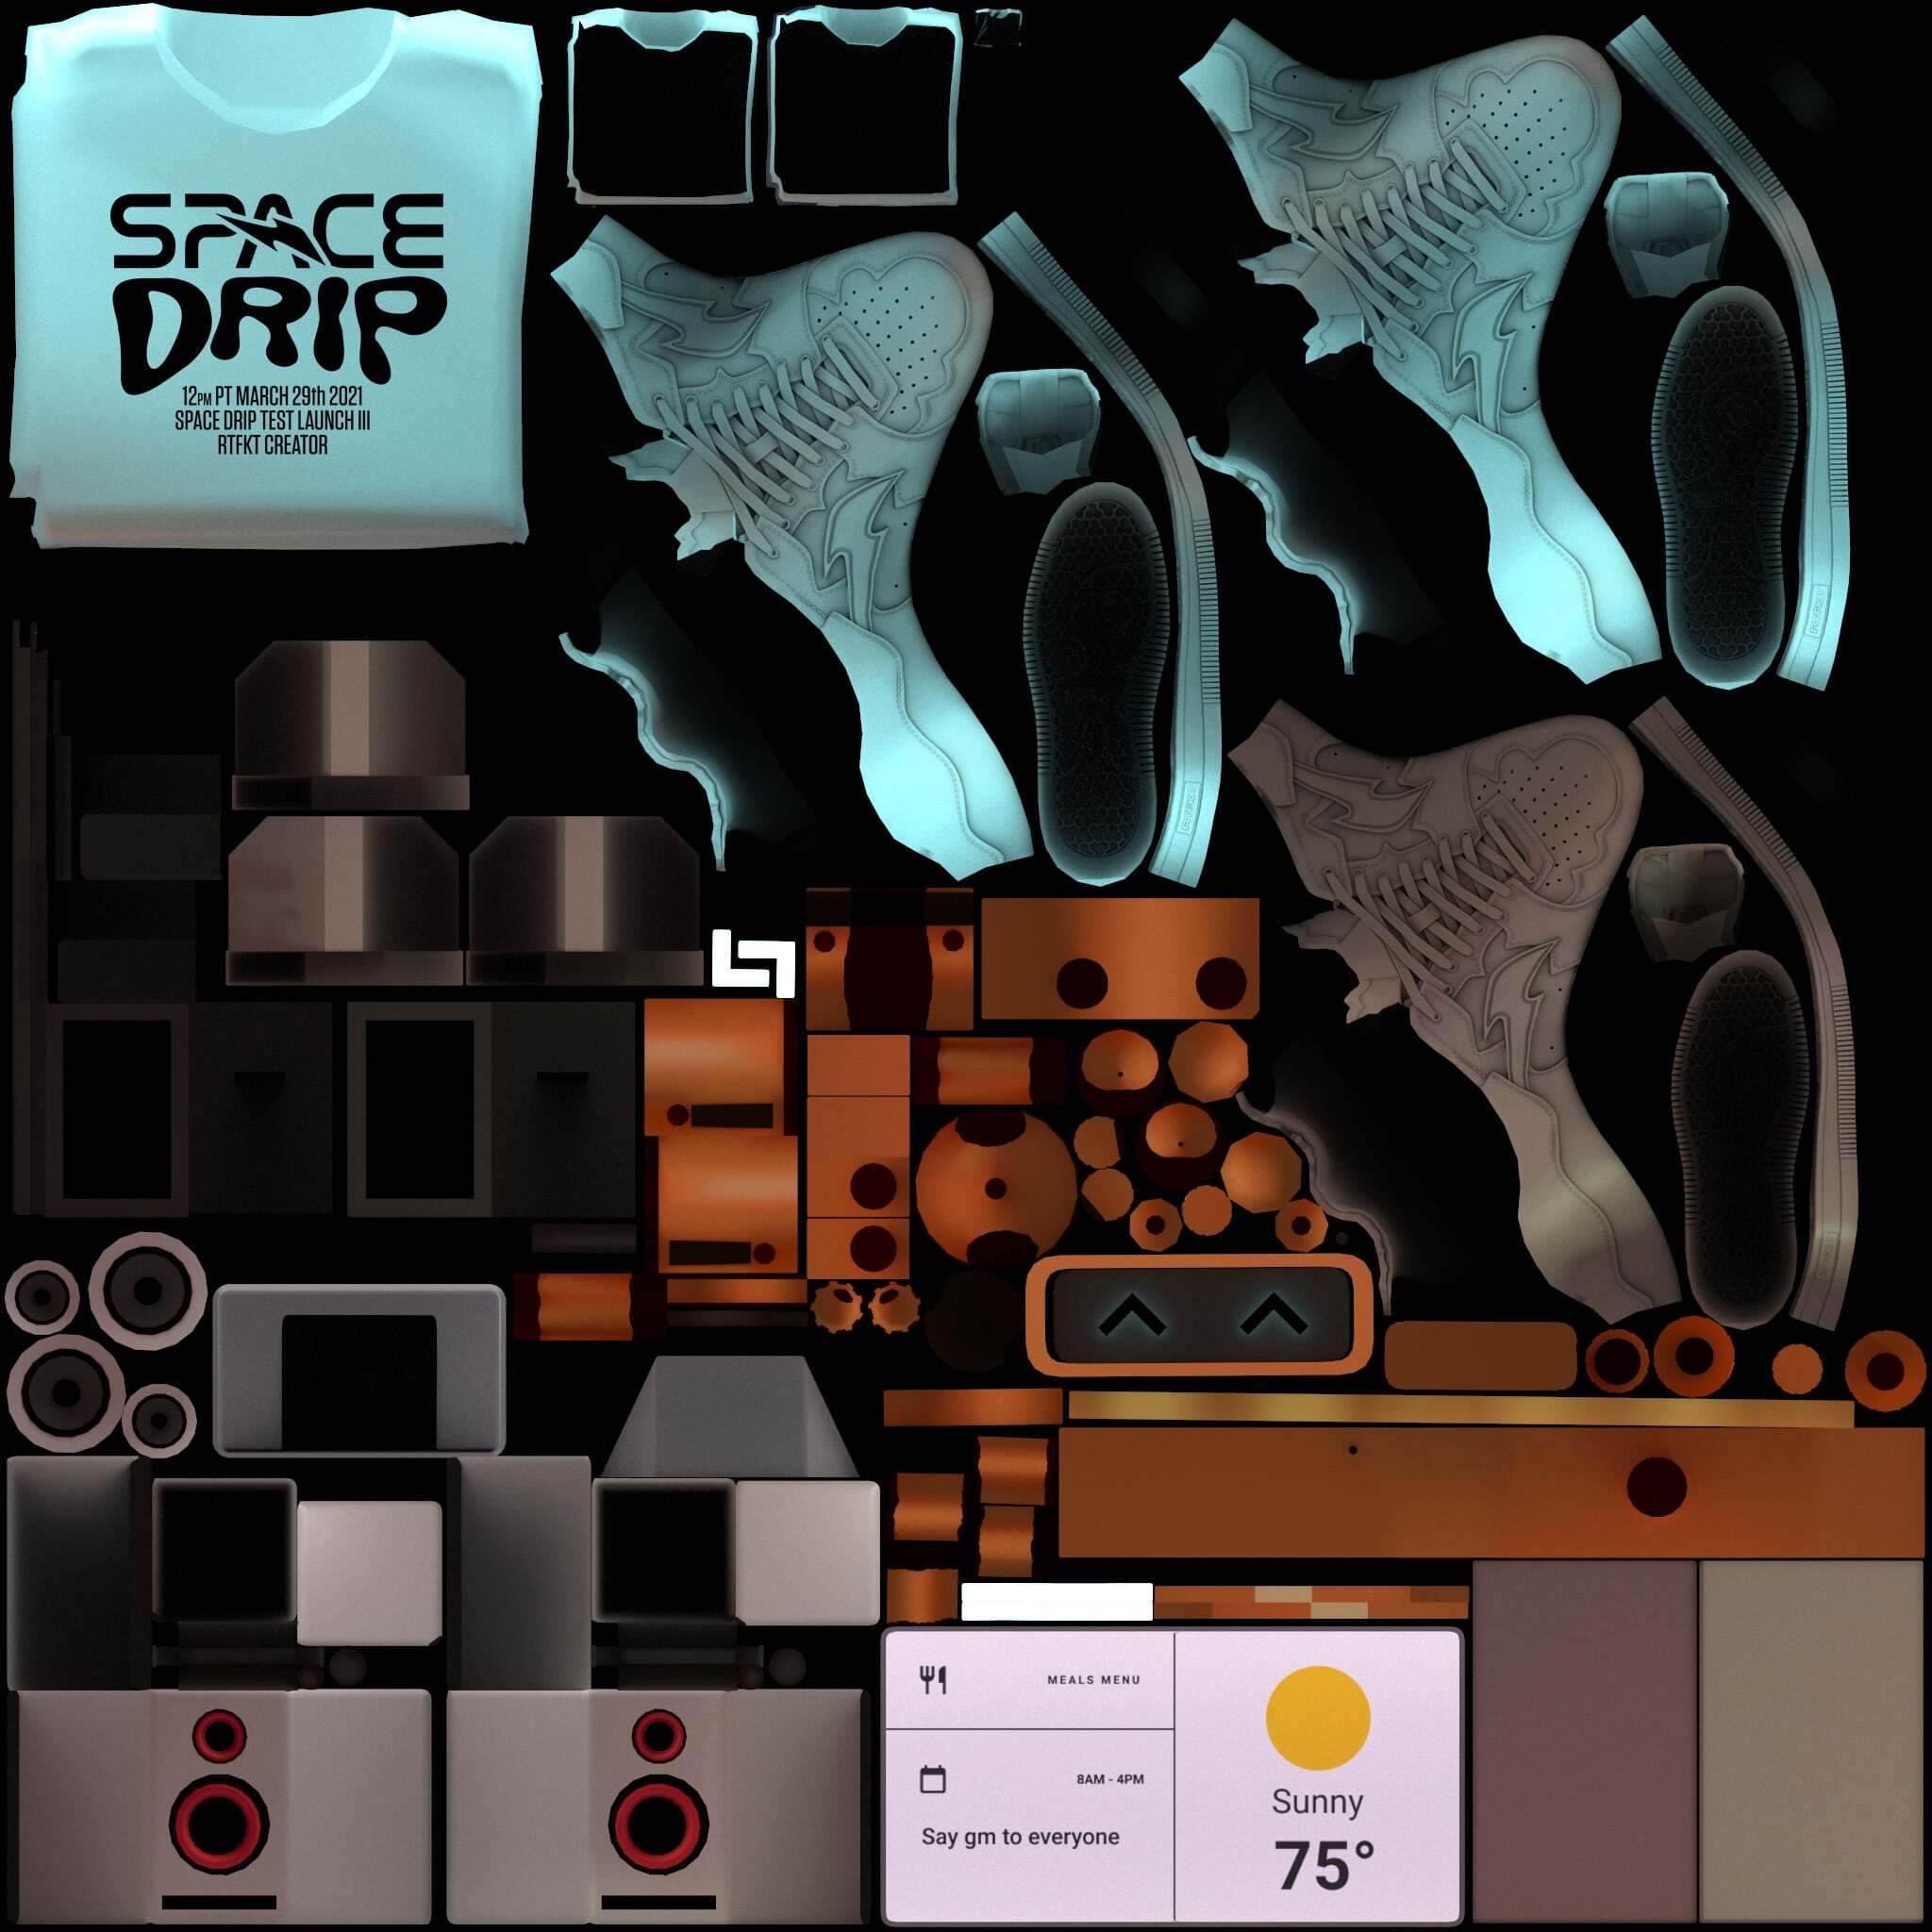 SPACE
DRIP
12PM PT MARCH 29th 2021
SPACE DRIP TEST LAUNCH III
RTFKT CREATOR
MEALS MENU
8AM - 4PM
Say gm to everyone
Sunny
75°